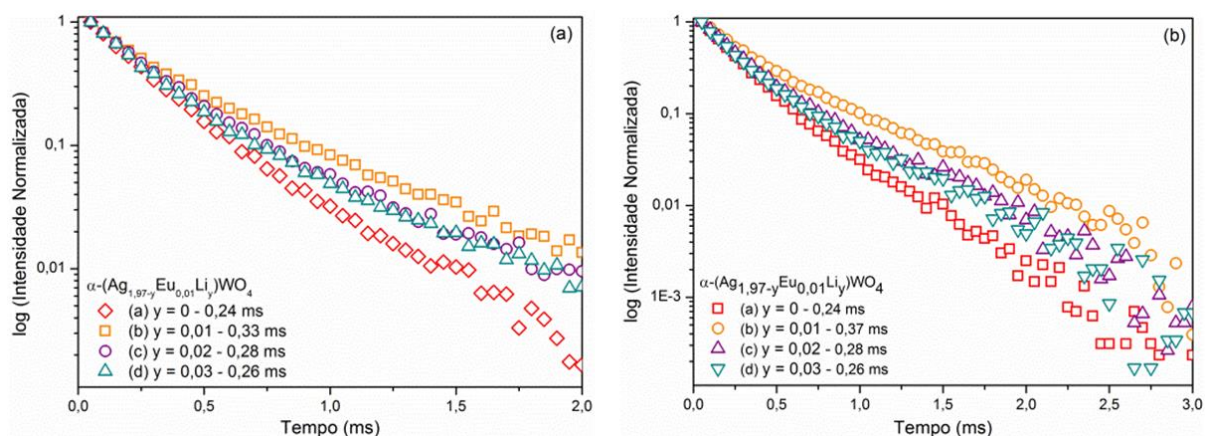 (a)
log (Intensidade Normalizada)
1
0,1
0,01
α-(Ag1,97-yEu0,01Liy)WO4
(a) y = 0 - 0,24 ms
(b) y = 0,01 - 0,33 ms
(c) y = 0,02 - 0,28 ms
(d) y = 0,03 - 0,26 ms
0,0 0,5 1,0 1,5 2,0
Tempo (ms)
(b)
log (Intensidade Normalizada)
1
0,1
0,01
1E-3
α-(Ag1,97-yEu0,01Liy)WO4
(a) y = 0 - 0,24 ms
(b) y = 0,01 - 0,37 ms
(c) y = 0,02 - 0,28 ms
(d) y = 0,03 - 0,26 ms
0,0 0,5 1,0 1,5 2,0 2,5 3,0
Tempo (ms)